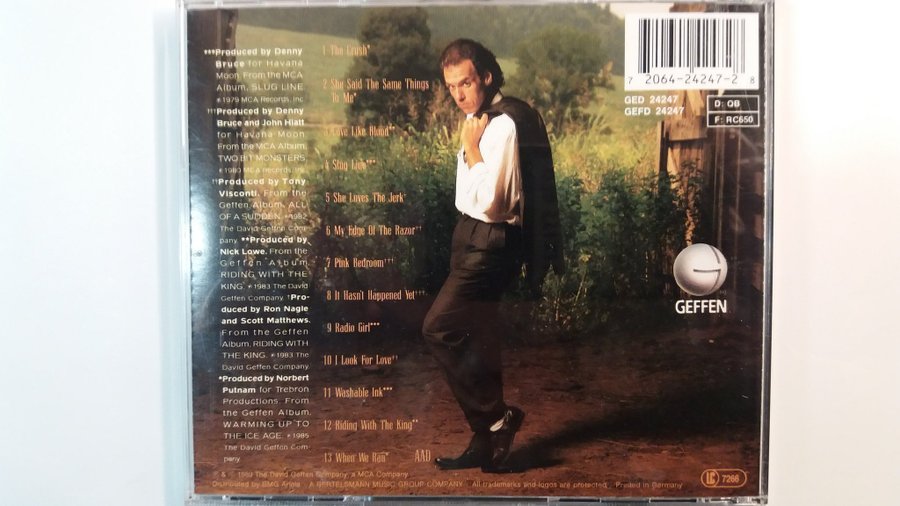 ***Produced by Denny
Bruce for Havana
Moon. From the MCA
Album, SLUG LINE
℗ 1979 MCA Records, Inc
†††Produced by Denny
Bruce and John Hiatt
for Havana Moon
From the MCA Album,
TWO BIT MONSTERS.
℗ 1980 MCA records, Inc
††Produced by Tony
Visconti. From the
Geffen Album, ALL
OF A SUDDEN. ℗ 1982
The David Geffen Com-
pany. **Produced by
Nick Lowe. From the
Geffen Album
RIDING WITH THE
KING. ℗ 1983 The David
Geffen Company. †Pro-
duced by Ron Nagle
and Scott Matthews.
From the Geffen
Album, RIDING WITH
THE KING. ℗ 1983 The
David Geffen Company.
*Produced by Norbert
Putnam for Trebron
Productions. From
the Geffen Album,
WARMING UP TO
THE ICE AGE. ℗ 1985
The David Geffen Com-
pany.
1 The Crush*
2 She Said The Same Things
To Me*
3 Love Like Blood**
4 Slug Line***
5 She Loves The Jerk†
6 My Edge Of The Razor††
7 Pink Bedroom†††
8 It Hasn't Happened Yet†††
9 Radio Girl***
10 I Look For Love††
11 Washable Ink***
12 Riding With The King**
13 When We Ran*
AAD
7 2064-24247-2 8
GED 24247
GEFD 24247
D: QB
F: RC650
GEFFEN
℗ & © 1989 The David Geffen Company, a MCA Company
Distributed by BMG Ariola · A BERTELSMANN MUSIC GROUP COMPANY · All trademarks and logos are protected. Printed in Germany
LC
7266